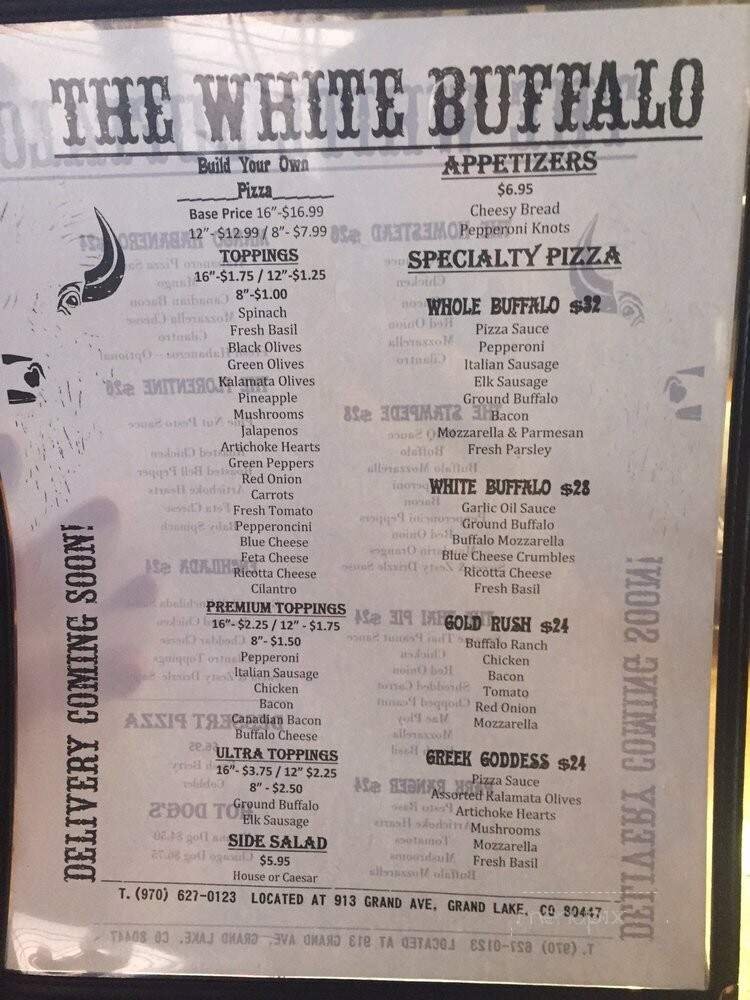 THE WHITE BUFFALO
Build Your Own
______Pizza______
Base Price 16”-$16.99
12”- $12.99 / 8”- $7.99
TOPPINGS
16”-$1.75 / 12”-$1.25
8”-$1.00
Spinach
Fresh Basil
Black Olives
Green Olives
Kalamata Olives
Pineapple
Mushrooms
Jalapenos
Artichoke Hearts
Green Peppers
Red Onion
Carrots
Fresh Tomato
Pepperoncini
Blue Cheese
Feta Cheese
Ricotta Cheese
Cilantro
PREMIUM TOPPINGS
16”- $2.25 / 12” - $1.75
8”- $1.50
Pepperoni
Italian Sausage
Chicken
Bacon
Canadian Bacon
Buffalo Cheese
ULTRA TOPPINGS
16”- $3.75 / 12” $2.25
8” - $2.50
Ground Buffalo
Elk Sausage
SIDE SALAD
$5.95
House or Caesar
APPETIZERS
$6.95
Cheesy Bread
Pepperoni Knots
SPECIALTY PIZZA
WHOLE BUFFALO $32
Pizza Sauce
Pepperoni
Italian Sausage
Elk Sausage
Ground Buffalo
Bacon
Mozzarella & Parmesan
Fresh Parsley
WHITE BUFFALO $28
Garlic Oil Sauce
Ground Buffalo
Buffalo Mozzarella
Blue Cheese Crumbles
Ricotta Cheese
Fresh Basil
GOLD RUSH $24
Buffalo Ranch
Chicken
Bacon
Tomato
Red Onion
Mozzarella
GREEK GODDESS $24
Pizza Sauce
Assorted Kalamata Olives
Artichoke Hearts
Mushrooms
Mozzarella
Fresh Basil
DELIVERY COMING SOON!
T. (970) 627-0123 LOCATED AT 913 GRAND AVE. GRAND LAKE. CO 80447